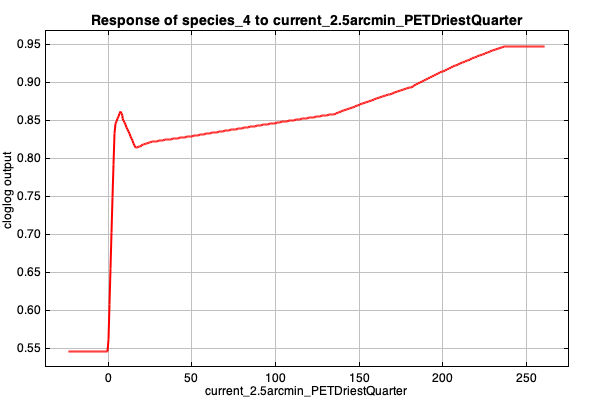 Response of species_4 to current_2.5arcmin_PETDriestQuarter
0.95
0.90
0.85
0.80
0.75
0.70
0.65
0.60
0.55
cloglog output
0 50 100 150 200 250
current_2.5arcmin_PETDriestQuarter